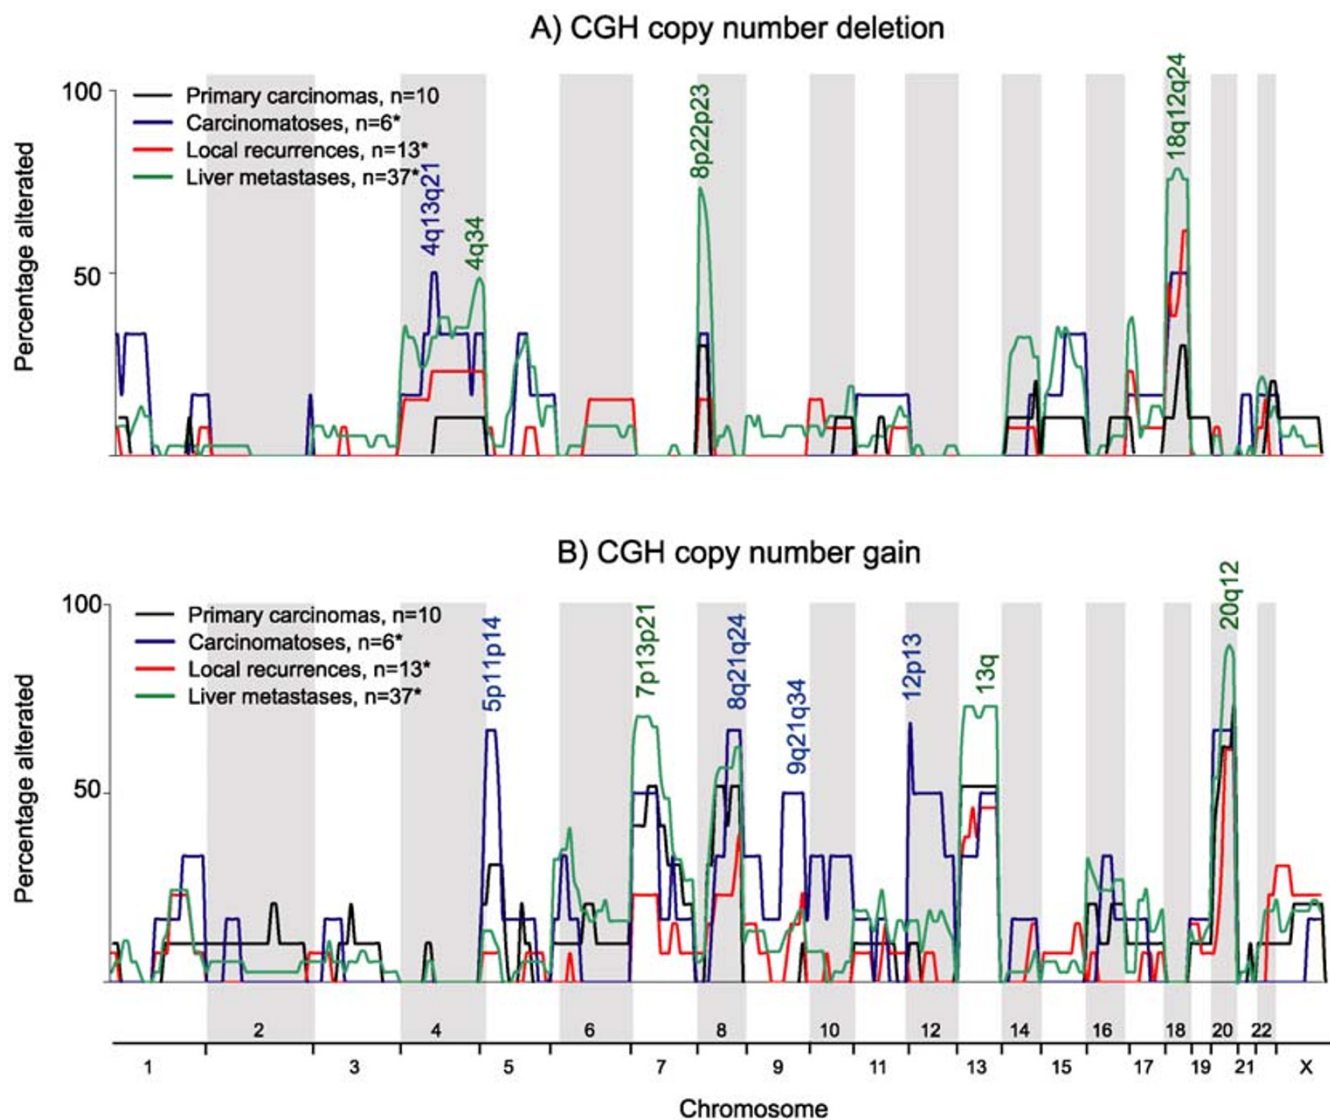 A) CGH copy number deletion
Percentage alterated
100
50
Primary carcinomas, n=10
Carcinomatoses, n=6*
Local recurrences, n=13*
Liver metastases, n=37*
4q13q21
4q34
8p22p23
18q12q24
B) CGH copy number gain
Percentage alterated
100
50
Primary carcinomas, n=10
Carcinomatoses, n=6*
Local recurrences, n=13*
Liver metastases, n=37*
5p11p14
7p13p21
8q21q24
9q21q34
12p13
13q
20q12
2 4 6 8 10 12 14 16 18 20 22
1 3 5 7 9 11 13 15 17 19 21 X
Chromosome